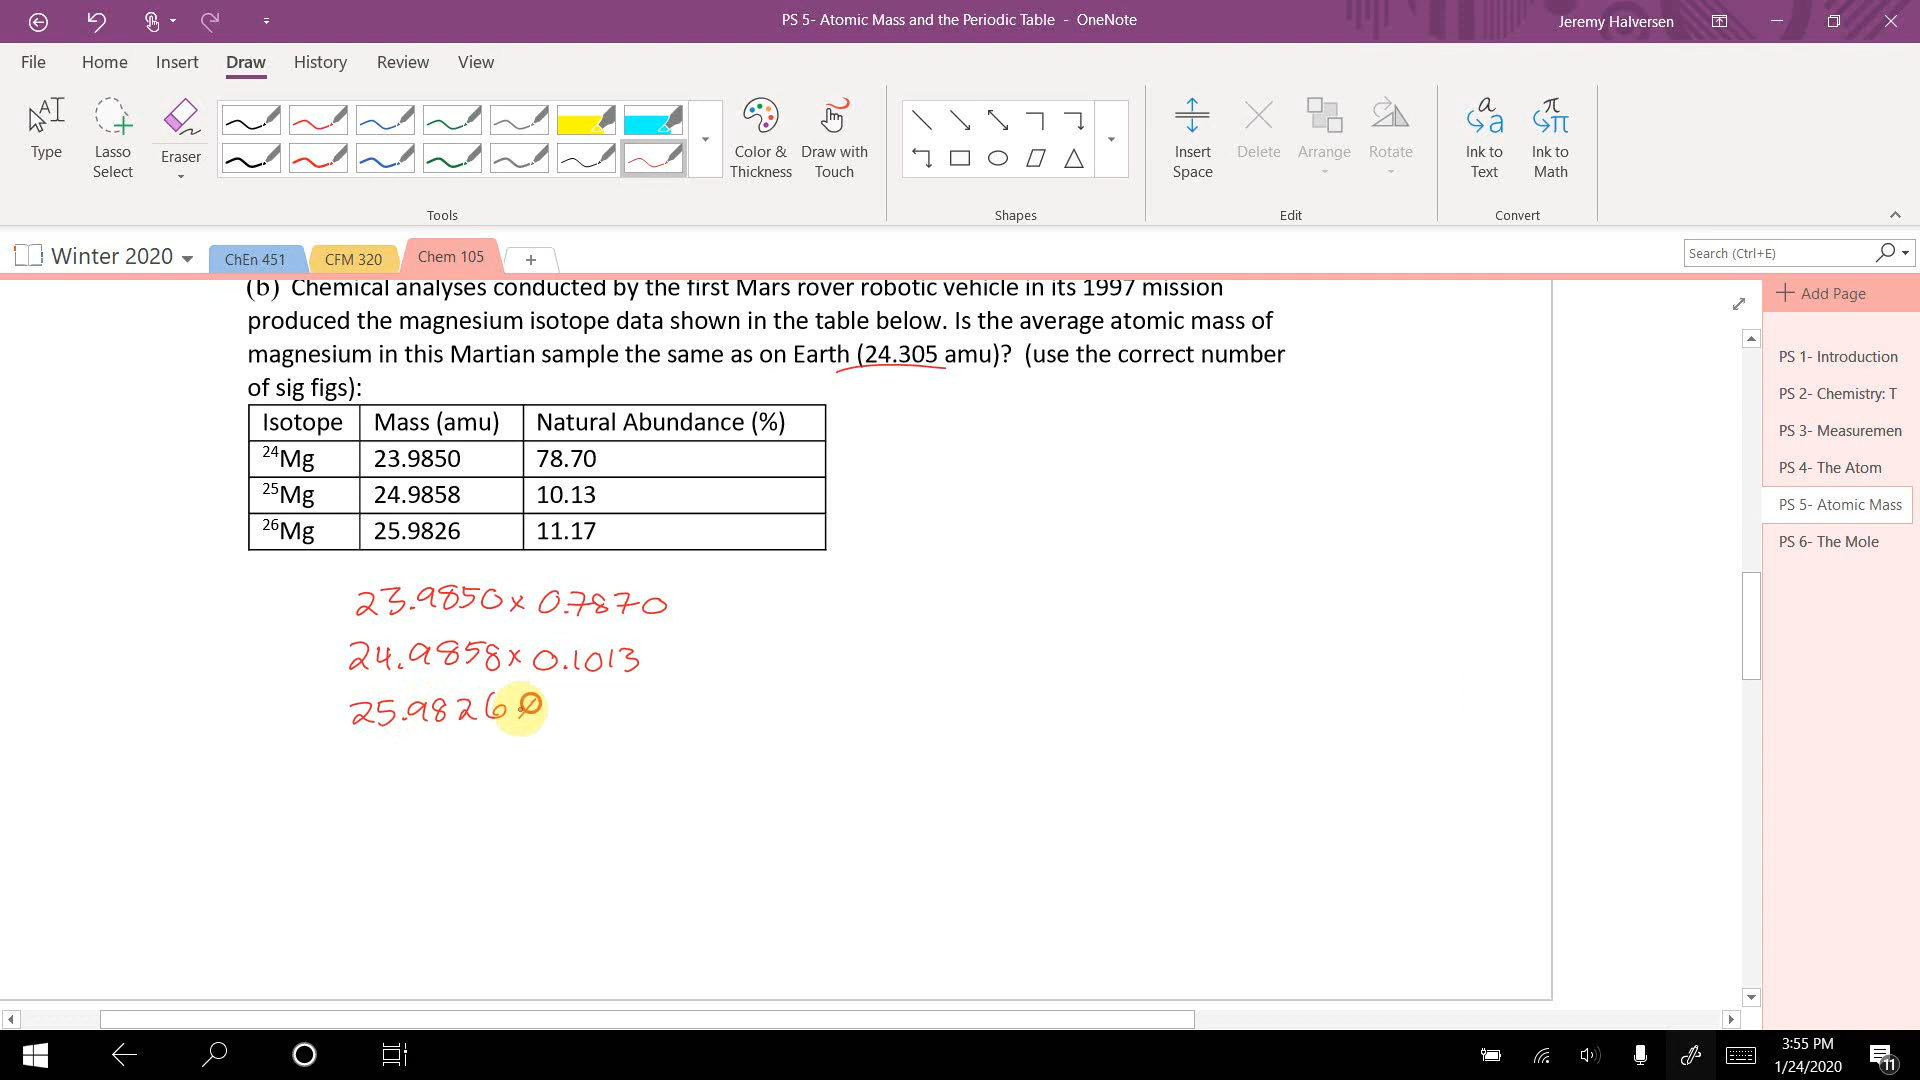 PS 5- Atomic Mass and the Periodic Table - OneNote
Jeremy Halversen
File Home Insert Draw History Review View
Type
Lasso Select
Eraser
Color & Thickness
Draw with Touch
Insert Space
Delete
Arrange
Rotate
Ink to Text
Ink to Math
Tools
Shapes
Edit
Convert
Winter 2020
ChEn 451
CFM 320
Chem 105
Search (Ctrl+E)
Add Page
PS 1- Introduction
PS 2- Chemistry: T
PS 3- Measuremen
PS 4- The Atom
PS 5- Atomic Mass
PS 6- The Mole
(b) Chemical analyses conducted by the first Mars rover robotic vehicle in its 1997 mission
produced the magnesium isotope data shown in the table below. Is the average atomic mass of
magnesium in this Martian sample the same as on Earth (24.305 amu)? (use the correct number
of sig figs):
Isotope Mass (amu) Natural Abundance (%)
²⁴Mg 23.9850 78.70
²⁵Mg 24.9858 10.13
²⁶Mg 25.9826 11.17
23.9850 × 0.7870
24.9858 × 0.1013
25.9826 ×
3:55 PM
1/24/2020
11